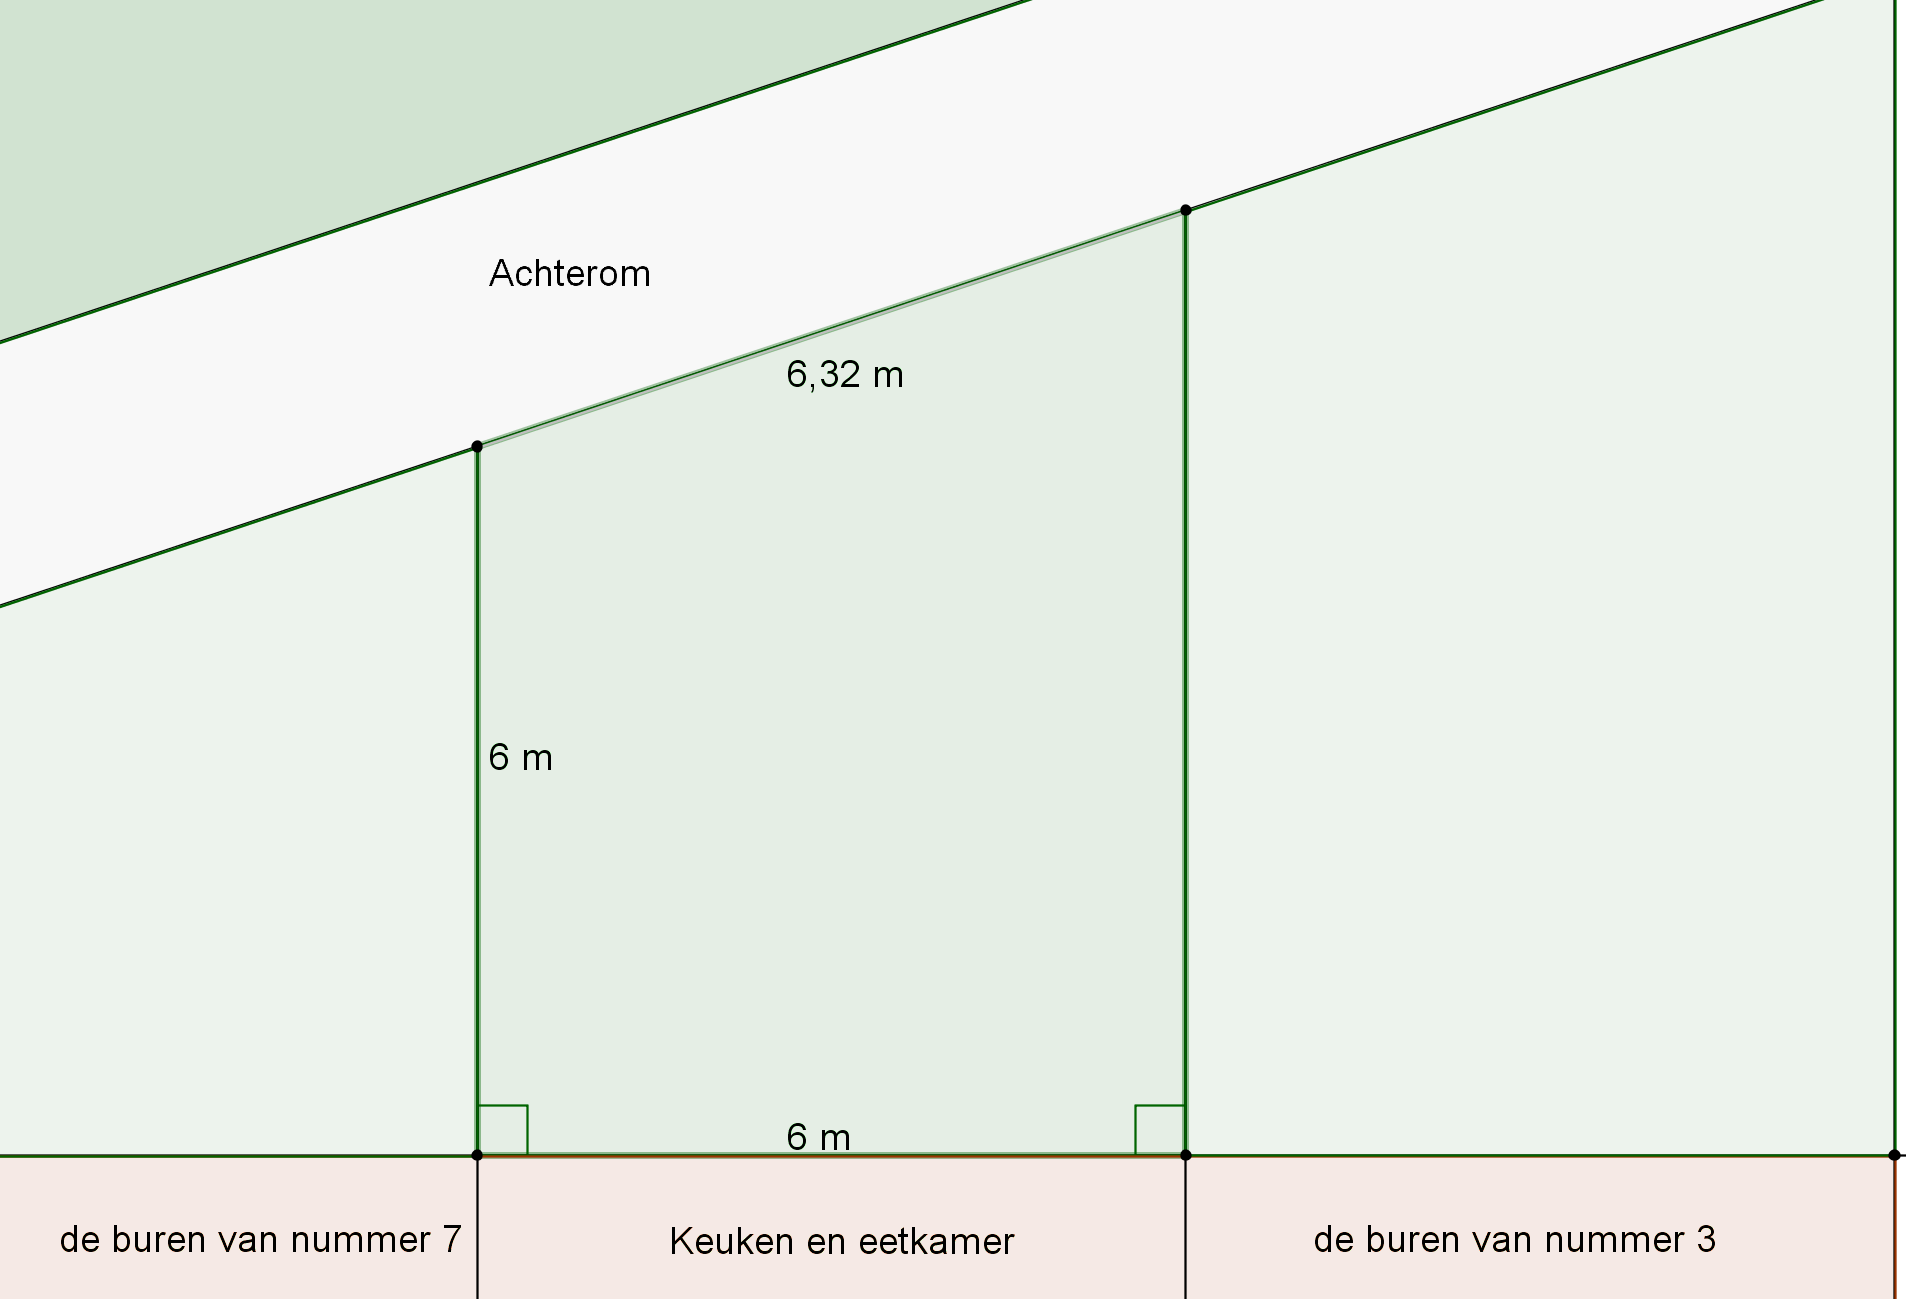 Achterom
6,32 m
6 m
6 m
de buren van nummer 7
Keuken en eetkamer
de buren van nummer 3